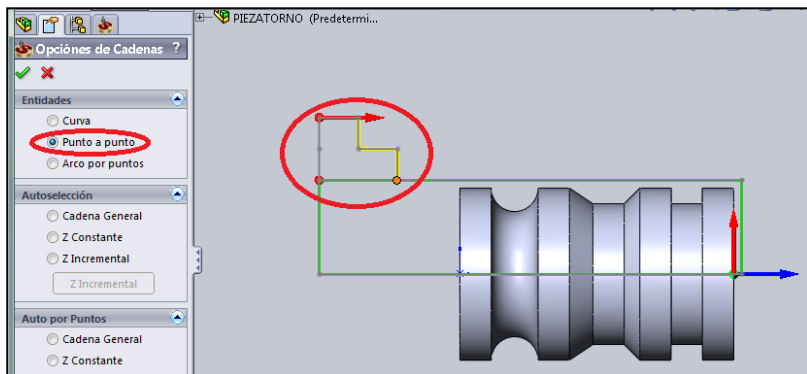 PIEZATORNO (Predetermi...
Opciónes de Cadenas ?
Entidades
Curva
Punto a punto
Arco por puntos
Autoselección
Cadena General
Z Constante
Z Incremental
Z Incremental
Auto por Puntos
Cadena General
Z Constante